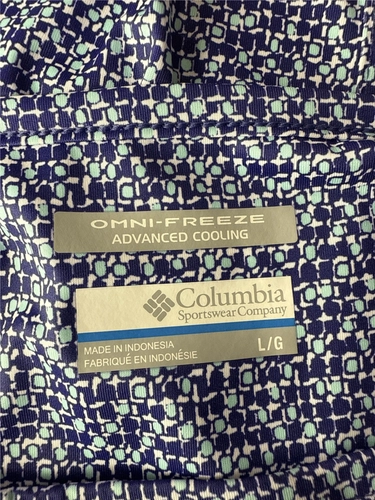 OMNI-FREEZE
ADVANCED COOLING
Columbia
Sportswear Company
MADE IN INDONESIA
FABRIQUÉ EN INDONÉSIE
L/G